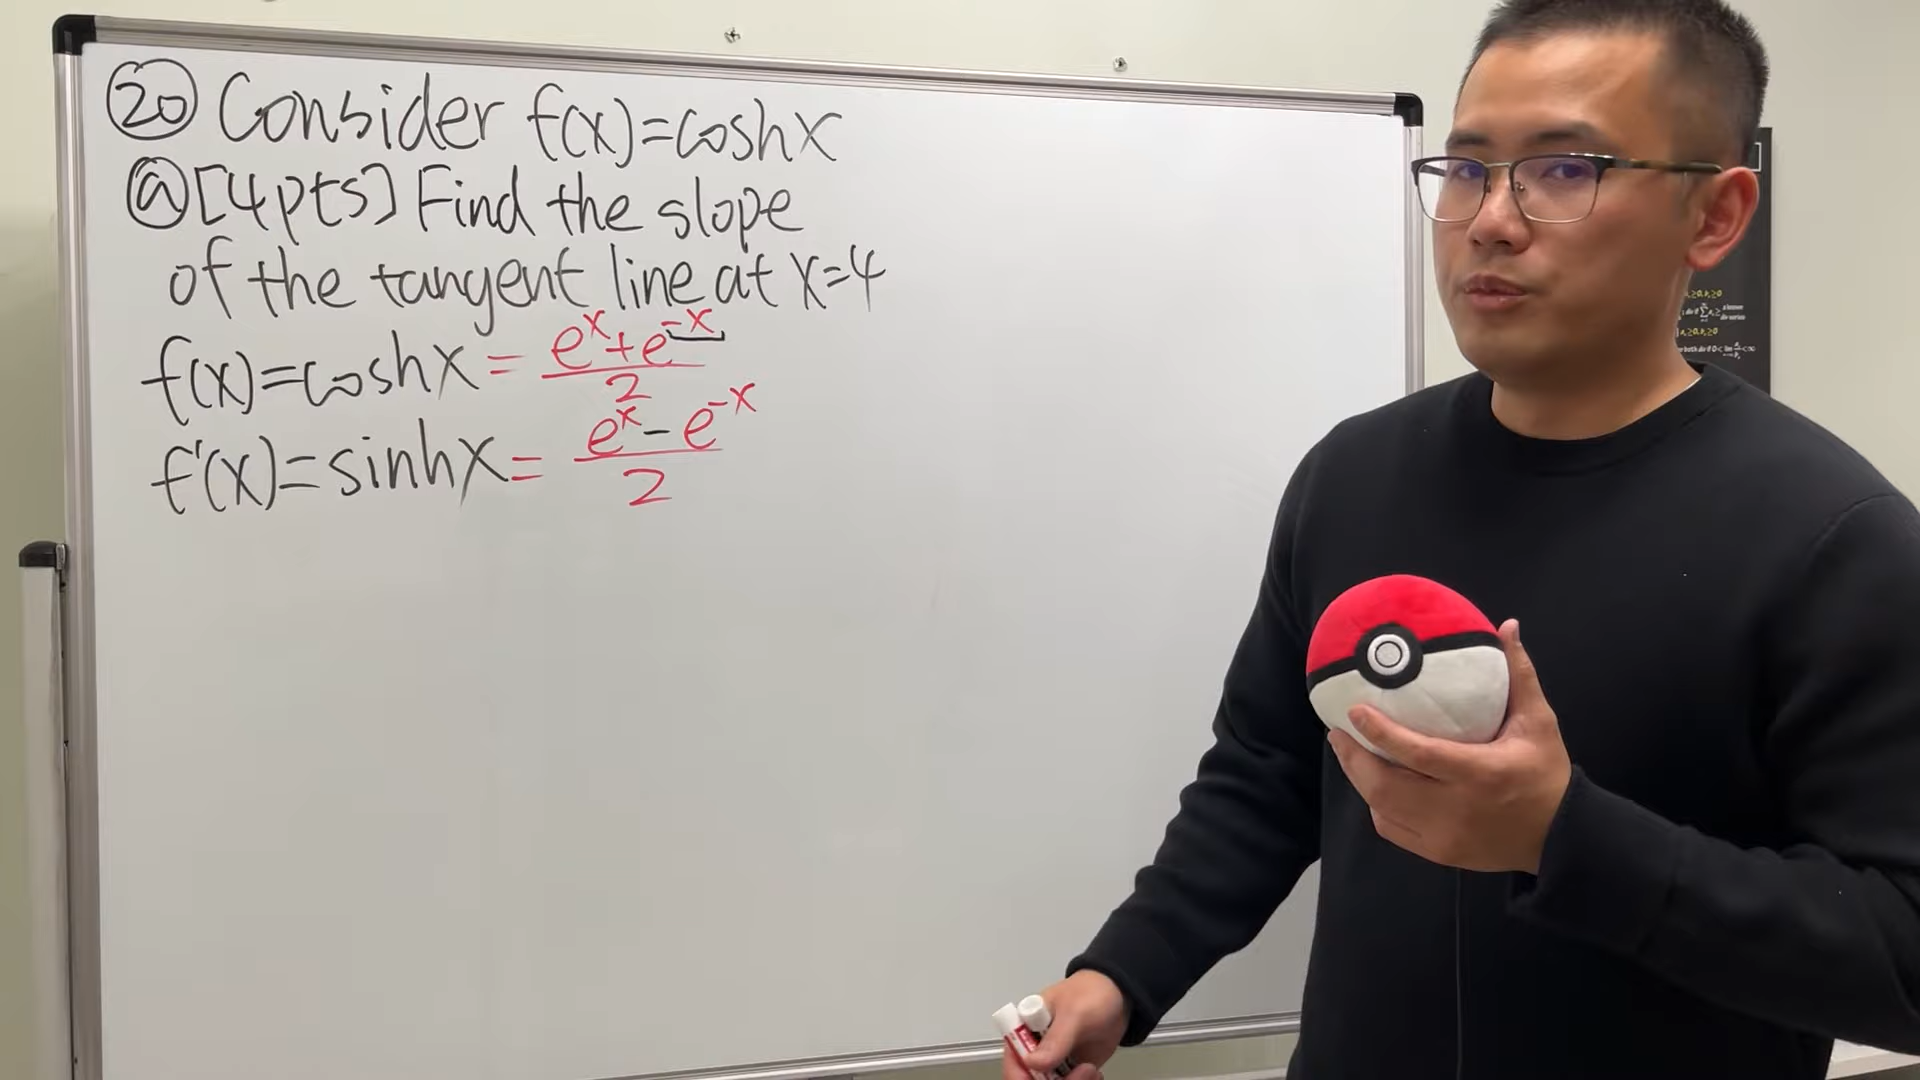 20 Consider f(x)=coshx
a [4pts] Find the slope
of the tangent line at x=4
f(x)=coshx = (e^x+e^-x)/2
f'(x)=sinhx = (e^x-e^-x)/2